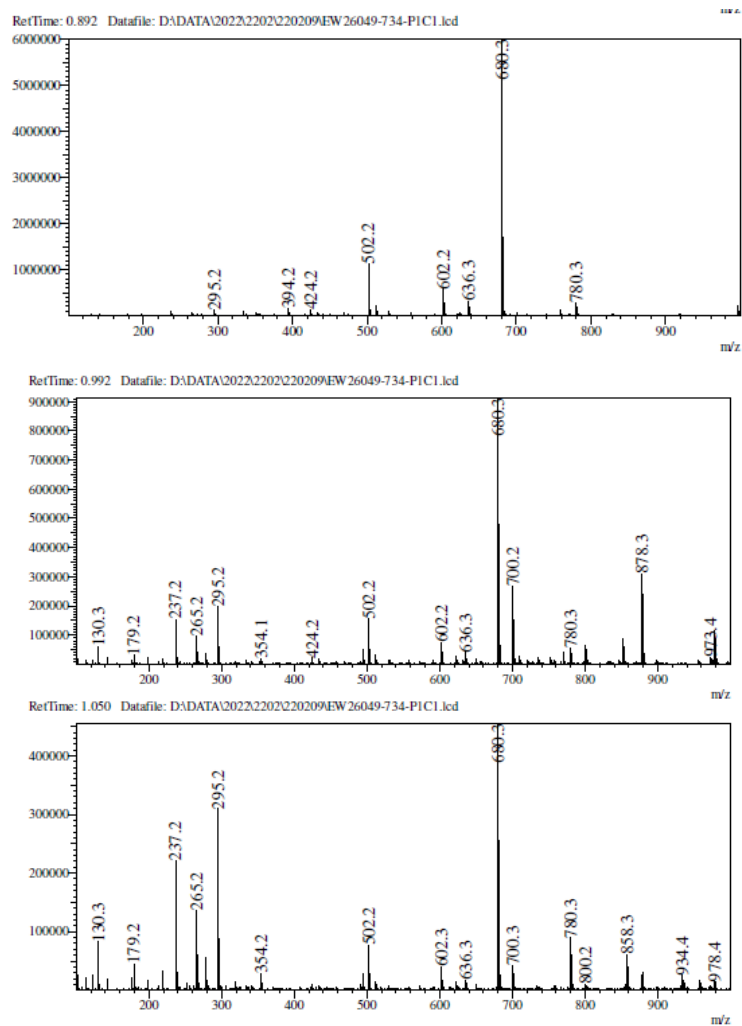 m/z
RetTime: 0.892 Datafile: D:\DATA\2022\2202\220209\EW26049-734-P1C1.lcd
6000000
680.3
5000000
4000000
3000000
2000000
502.2
1000000
295.2 394.2 424.2 602.2 636.3 780.3
200 300 400 500 600 700 800 900
m/z
RetTime: 0.992 Datafile: D:\DATA\2022\2202\220209\EW26049-734-P1C1.lcd
900000
680.3
800000
700000
600000
500000
400000
300000
700.2 878.3
200000
237.2 295.2
100000
130.3 179.2 265.2 354.1 424.2 502.2 602.2 636.3 780.3 973.4
200 300 400 500 600 700 800 900
m/z
RetTime: 1.050 Datafile: D:\DATA\2022\2202\220209\EW26049-734-P1C1.lcd
680.3
400000
300000
295.2
200000
237.2
100000
130.3 179.2 265.2 354.2 502.2 602.3 636.3 700.3 780.3 800.2 858.3 934.4 978.4
200 300 400 500 600 700 800 900
m/z